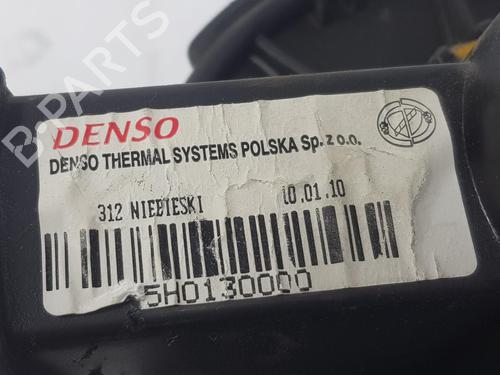 B-PARTS
DENSO
DENSO THERMAL SYSTEMS POLSKA Sp. z o.o.
312 NIEBIESKI 10.01.10
5H0130000